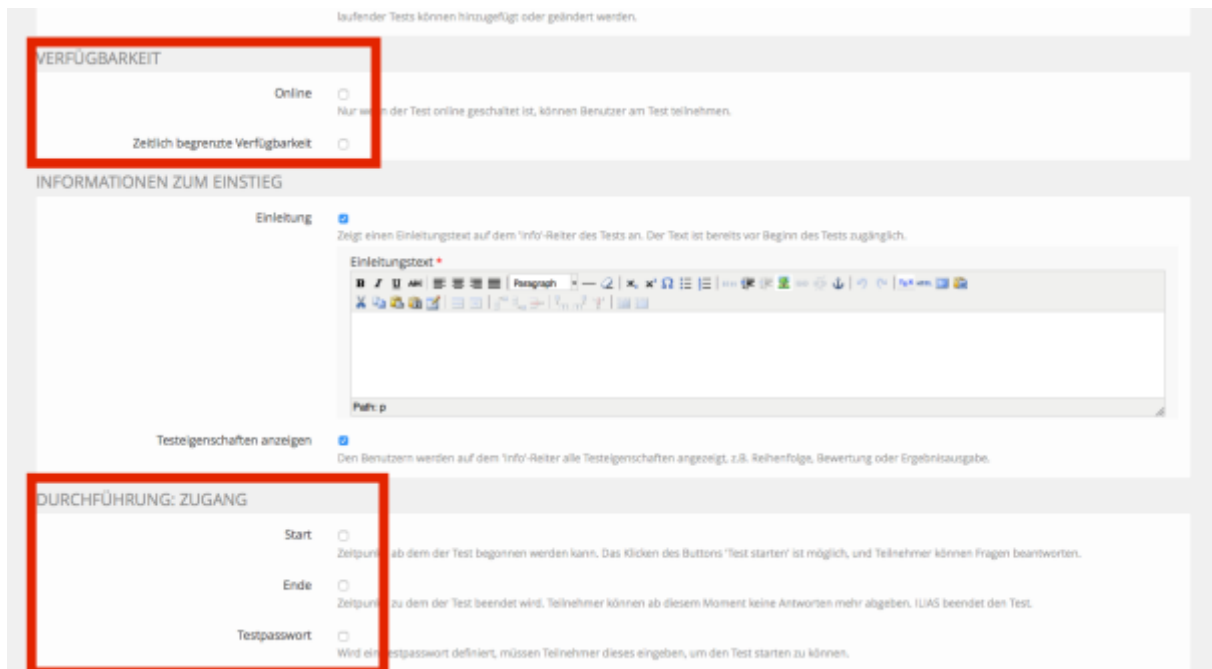 laufender Tests können hinzugefügt oder geändert werden.
VERFÜGBARKEIT
Online
Nur wenn der Test online geschaltet ist, können Benutzer am Test teilnehmen.
Zeitlich begrenzte Verfügbarkeit
INFORMATIONEN ZUM EINSTIEG
Einleitung
Zeigt einen Einleitungstext auf dem 'Info'-Reiter des Tests an. Der Text ist bereits vor Beginn des Tests zugänglich.
Einleitungstext *
B I U ABC Paragraph
Path: p
Testeigenschaften anzeigen
Den Benutzern werden auf dem 'Info'-Reiter alle Testeigenschaften angezeigt, z.B. Reihenfolge, Bewertung oder Ergebnisausgabe.
DURCHFÜHRUNG: ZUGANG
Start
Zeitpunkt ab dem der Test begonnen werden kann. Das Klicken des Buttons 'Test starten' ist möglich, und Teilnehmer können Fragen beantworten.
Ende
Zeitpunkt zu dem der Test beendet wird. Teilnehmer können ab diesem Moment keine Antworten mehr abgeben. ILIAS beendet den Test.
Testpasswort
Wird ein Testpasswort definiert, müssen Teilnehmer dieses eingeben, um den Test starten zu können.